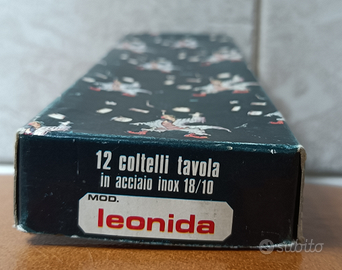 12 coltelli tavola
in acciaio inox 18/10
MOD.
leonida
subito